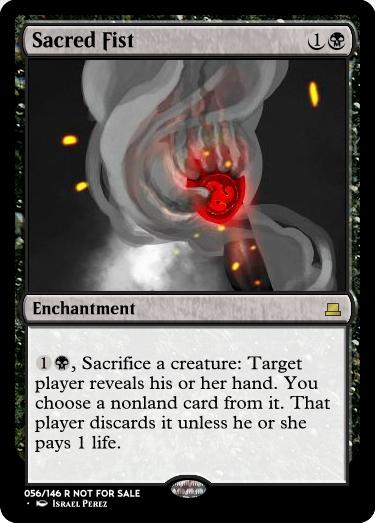 Sacred Fist 1
Enchantment
1 , Sacrifice a creature: Target
player reveals his or her hand. You
choose a nonland card from it. That
player discards it unless he or she
pays 1 life.
056/146 R NOT FOR SALE
Israel Perez